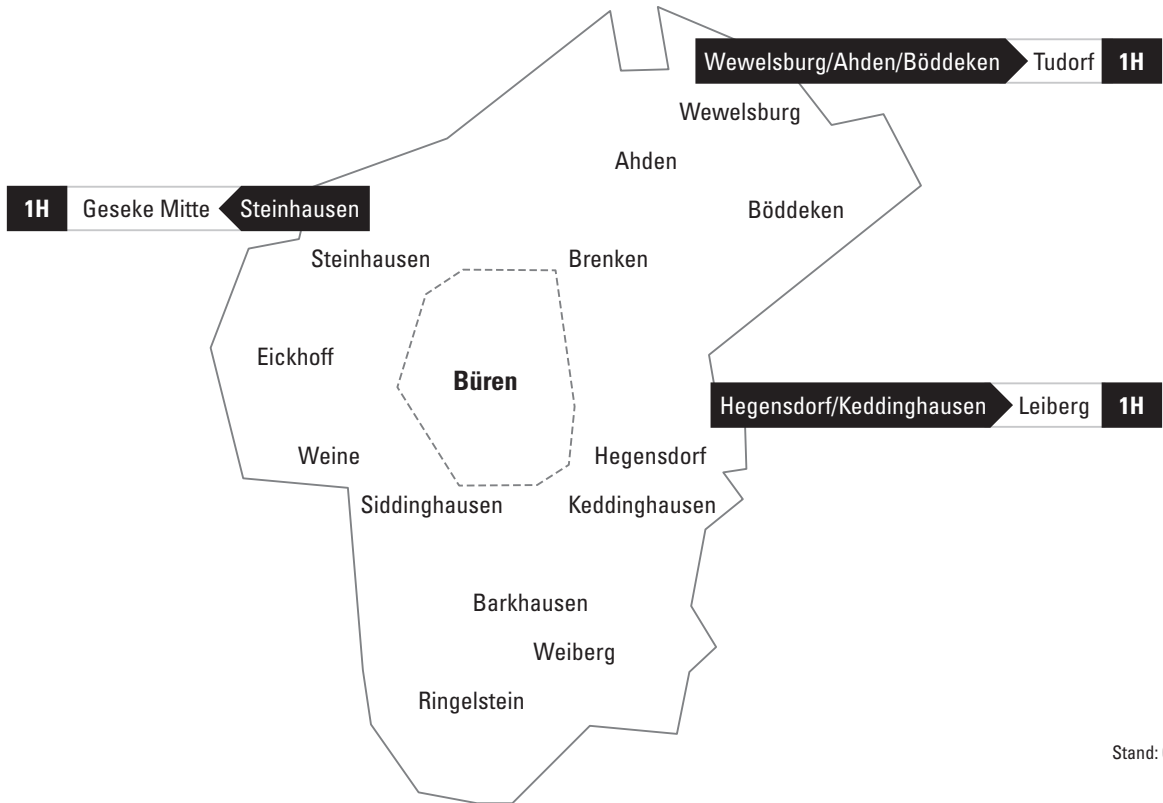 Wewelsburg/Ahden/Böddeken Tudorf 1H
Wewelsburg
Ahden
1H Geseke Mitte Steinhausen
Böddeken
Steinhausen Brenken
Eickhoff
Büren
Hegensdorf/Keddinghausen Leiberg 1H
Weine Hegensdorf
Siddinghausen Keddinghausen
Barkhausen
Weiberg
Ringelstein
Stand: